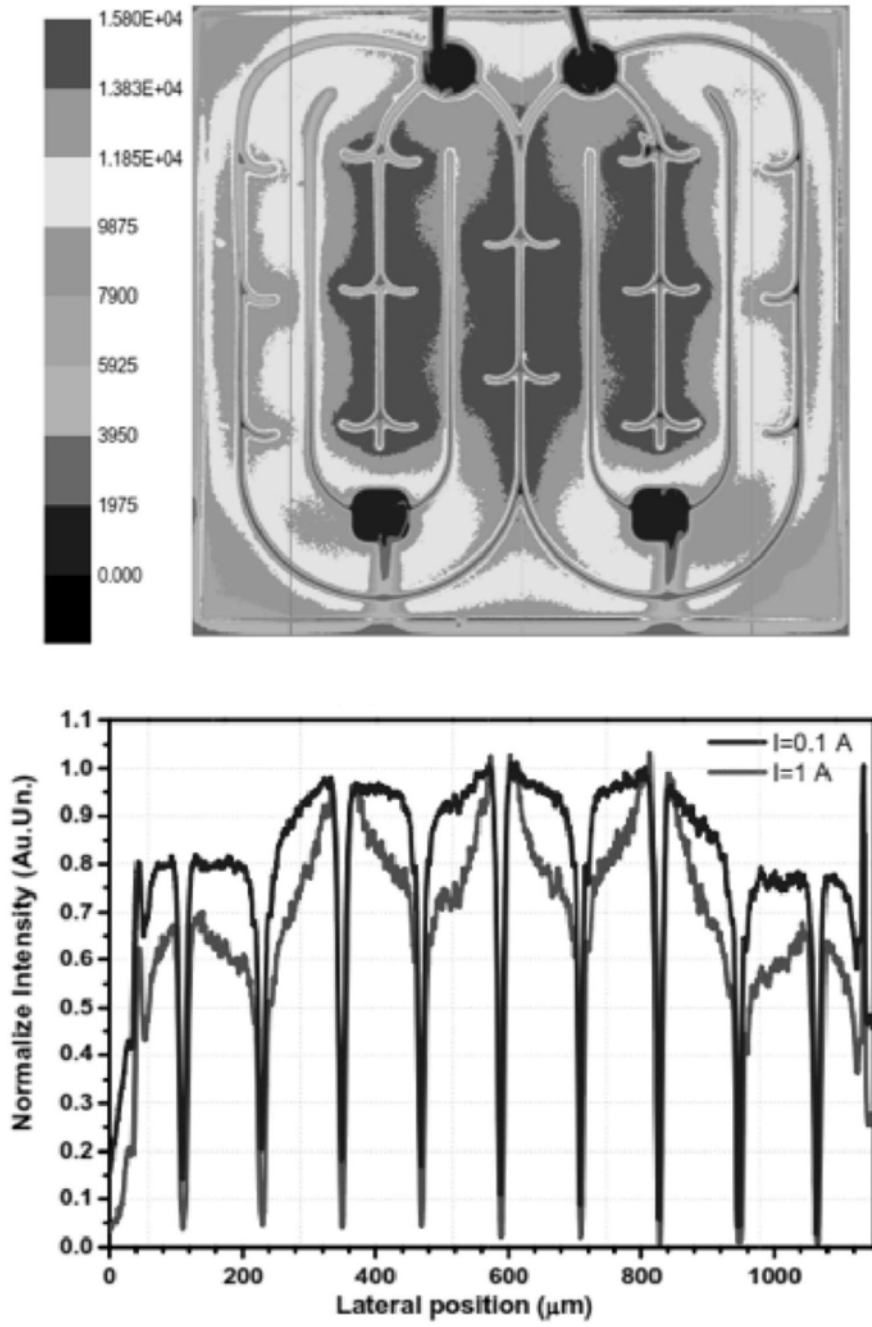 1.580E+04
1.383E+04
1.185E+04
9875
7900
5925
3950
1975
0.000
1.1
1.0
0.9
0.8
0.7
0.6
0.5
0.4
0.3
0.2
0.1
0.0
Normalize Intensity (Au.Un.)
I=0.1 A
I=1 A
0 200 400 600 800 1000
Lateral position (μm)